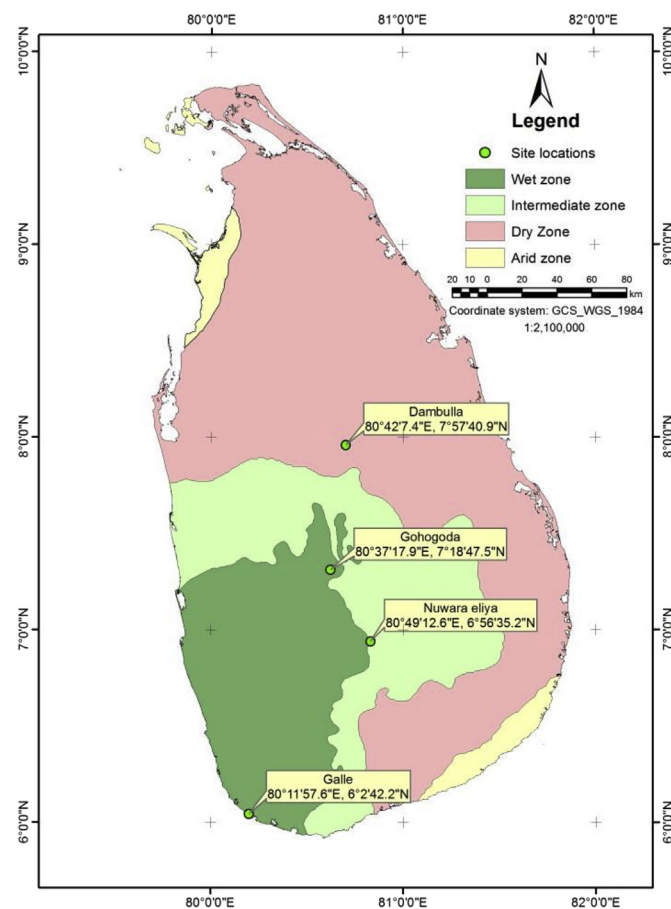 80°0'0"E 81°0'0"E 82°0'0"E
10°0'0"N 10°0'0"N
N
Legend
Site locations
Wet zone
Intermediate zone
Dry Zone
Arid zone
9°0'0"N 9°0'0"N
20 10 0 20 40 60 80
km
Coordinate system: GCS_WGS_1984
1:2,100,000
Dambulla
80°42'7.4"E, 7°57'40.9"N
8°0'0"N 8°0'0"N
Gohogoda
80°37'17.9"E, 7°18'47.5"N
Nuwara eliya
80°49'12.6"E, 6°56'35.2"N
7°0'0"N 7°0'0"N
Galle
80°11'57.6"E, 6°2'42.2"N
6°0'0"N 6°0'0"N
80°0'0"E 81°0'0"E 82°0'0"E